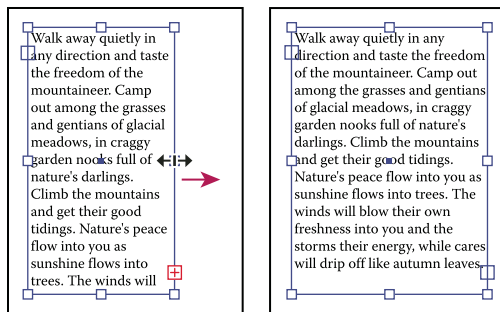 Walk away quietly in
any direction and taste
the freedom of the
mountaineer. Camp
out among the grasses
and gentians of glacial
meadows, in craggy
garden nooks full of
nature's darlings.
Climb the mountains
and get their good
tidings. Nature's peace
flow into you as
sunshine flows into
trees. The winds will
Walk away quietly in any
direction and taste the freedom
of the mountaineer. Camp out
among the grasses and gentians
of glacial meadows, in craggy
garden nooks full of nature's
darlings. Climb the mountains
and get their good tidings.
Nature's peace flow into you as
sunshine flows into trees. The
winds will blow their own
freshness into you and the
storms their energy, while cares
will drip off like autumn leaves.